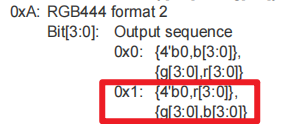 0xA: RGB444 format 2
Bit[3:0]: Output sequence
0x0: {4'b0,b[3:0]},
{g[3:0],r[3:0]}
0x1: {4'b0,r[3:0]},
{g[3:0],b[3:0]}